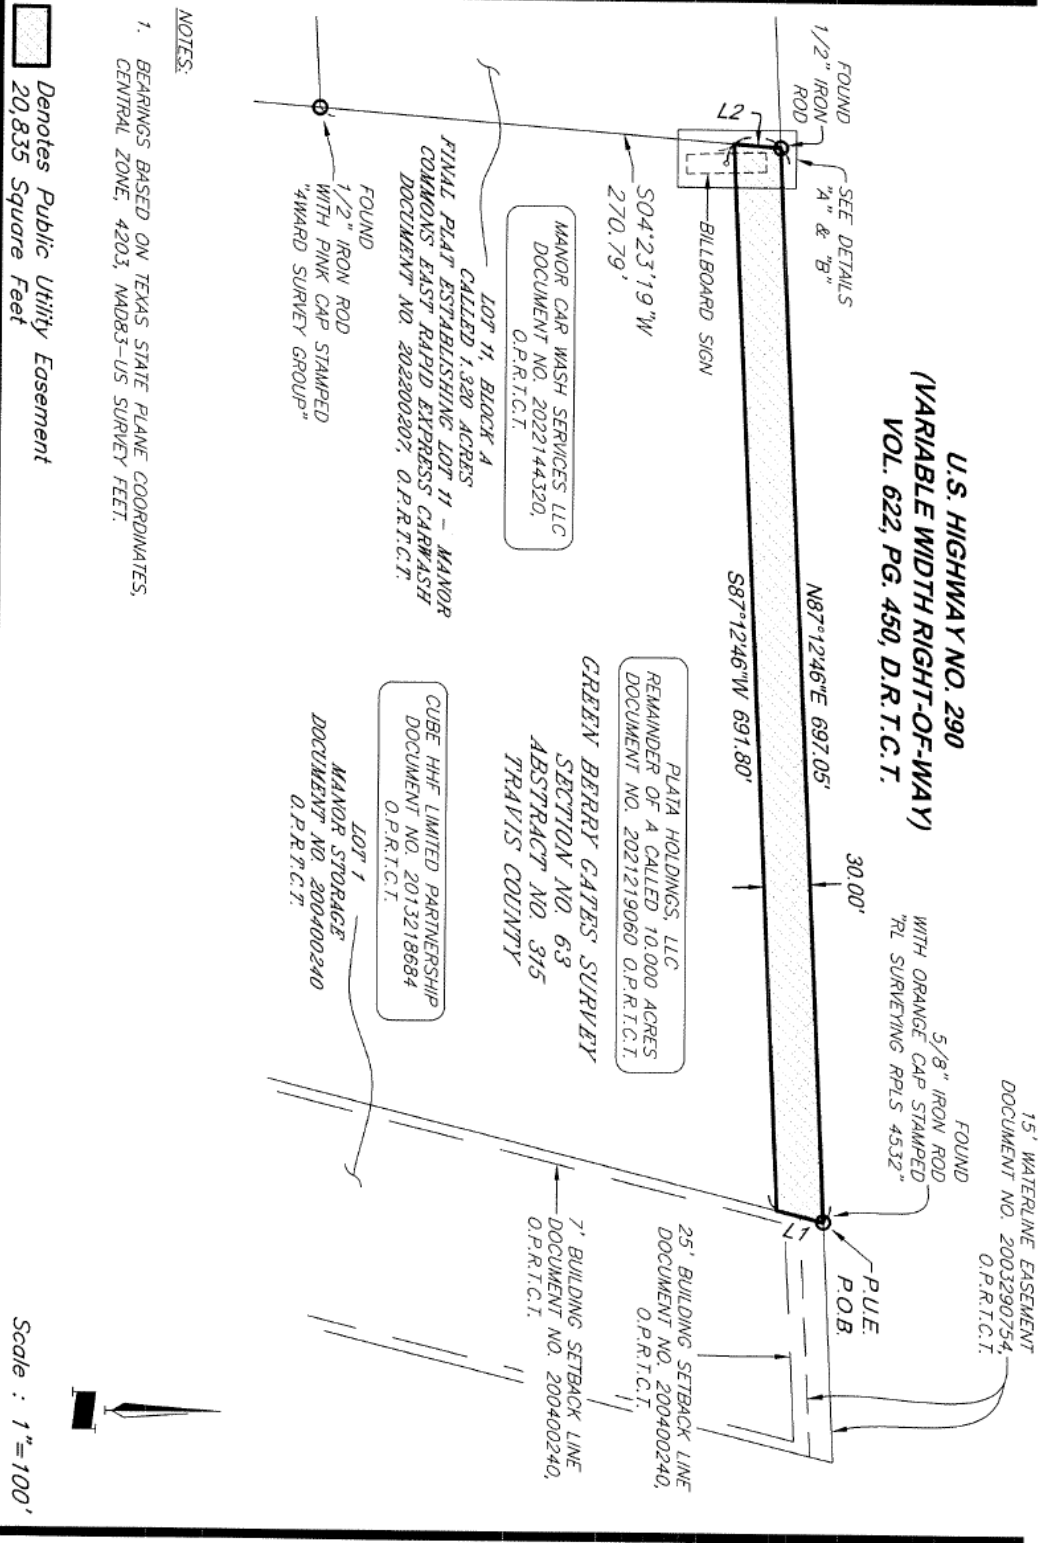 U.S. HIGHWAY NO. 290
(VARIABLE WIDTH RIGHT-OF-WAY)
VOL. 622, PG. 450, D.R.T.C.T.
15' WATERLINE EASEMENT
DOCUMENT NO. 2003290754,
O.P.R.T.C.T.
FOUND
5/8" IRON ROD
WITH ORANGE CAP STAMPED
"RL SURVEYING RPLS 4532"
FOUND
1/2" IRON
ROD
SEE DETAILS
"A" & "B"
30.00'
P.U.E.
P.O.B.
N87°12'46"E 697.05'
S87°12'46"W 691.80'
L2
L1
BILLBOARD SIGN
S04°23'19"W
270.79'
PLATA HOLDINGS, LLC
REMAINDER OF A CALLED 10.000 ACRES
DOCUMENT NO. 2021219060 O.P.R.T.C.T.
25' BUILDING SETBACK LINE
DOCUMENT NO. 200400240,
O.P.R.T.C.T.
MANOR CAR WASH SERVICES LLC
DOCUMENT NO. 2022144320,
O.P.R.T.C.T.
GREEN BERRY GATES SURVEY
SECTION NO. 63
ABSTRACT NO. 315
TRAVIS COUNTY
7' BUILDING SETBACK LINE
DOCUMENT NO. 200400240,
O.P.R.T.C.T.
LOT 11, BLOCK A
CALLED 1.320 ACRES
FINAL PLAT ESTABLISHING LOT 11 - MANOR
COMMONS EAST RAPID EXPRESS CARWASH
DOCUMENT NO. 202200207, O.P.R.T.C.T.
CUBE HHF LIMITED PARTNERSHIP
DOCUMENT NO. 2013218684
O.P.R.T.C.T.
FOUND
1/2" IRON ROD
WITH PINK CAP STAMPED
"4WARD SURVEY GROUP"
LOT 1
MANOR STORAGE
DOCUMENT NO. 200400240
O.P.R.T.C.T.
NOTES:
1. BEARINGS BASED ON TEXAS STATE PLANE COORDINATES,
CENTRAL ZONE, 4203, NAD83-US SURVEY FEET.
Denotes Public Utility Easement
20,835 Square Feet
Scale : 1"=100'